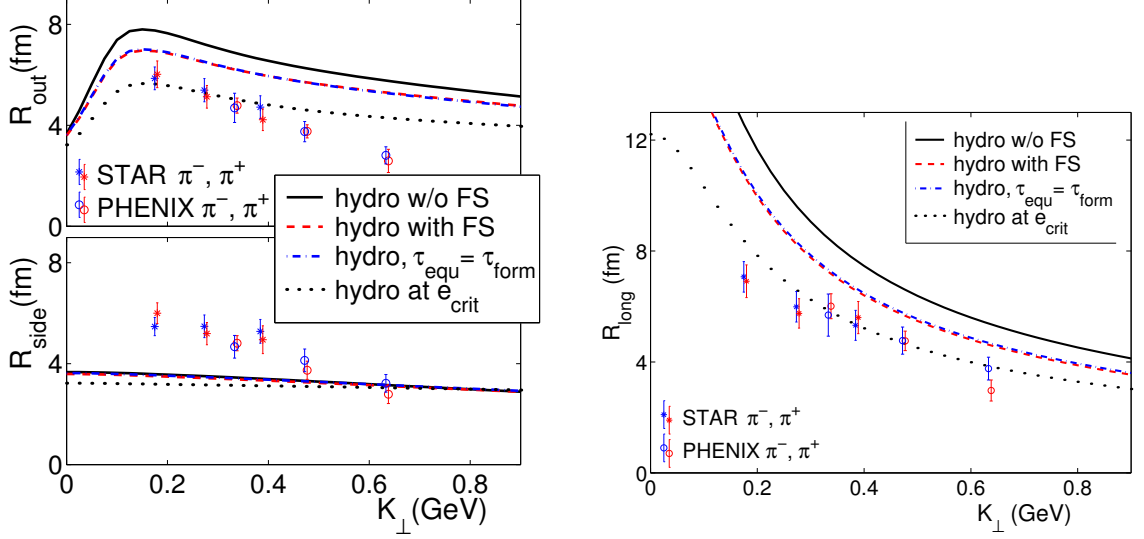 R_out(fm)
8
4
0
STAR π⁻, π⁺
PHENIX π⁻, π⁺
hydro w/o FS
hydro with FS
hydro, τ_equ= τ_form
hydro at e_crit
R_side(fm)
8
4
0
0 0.2 0.4 0.6 0.8
K_⊥(GeV)
R_long(fm)
12
8
4
0
hydro w/o FS
hydro with FS
hydro, τ_equ= τ_form
hydro at e_crit
STAR π⁻, π⁺
PHENIX π⁻, π⁺
0 0.2 0.4 0.6 0.8
K_⊥ (GeV)